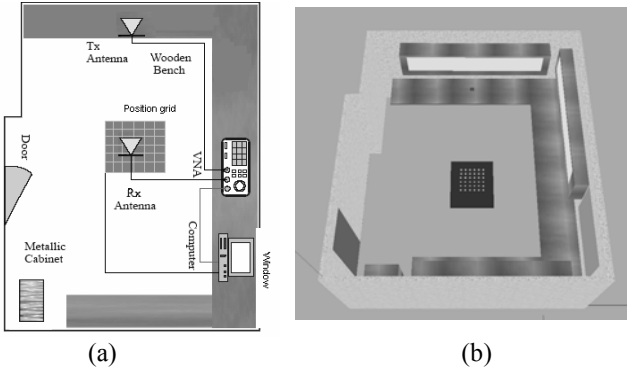 Tx
Antenna
Wooden
Bench
Position grid
Door
VNA
Rx
Antenna
Computer
Metallic
Cabinet
Window
(a)
(b)